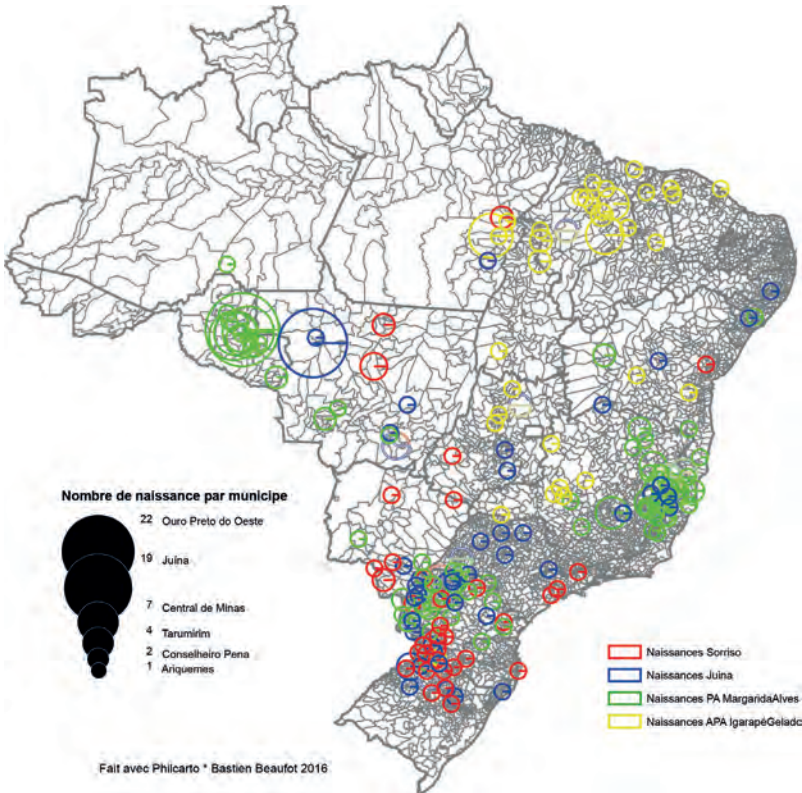 Nombre de naissance par municipe
22 Ouro Preto do Oeste
19 Juina
7 Central de Minas
4 Tarumirim
2 Conselheiro Pena
1 Ariquemes
Naissances Sorriso
Naissances Juina
Naissances PA MargaridaAlves
Naissances APA IgarapéGelado
Fait avec Philcarto * Bastien Beaufot 2016